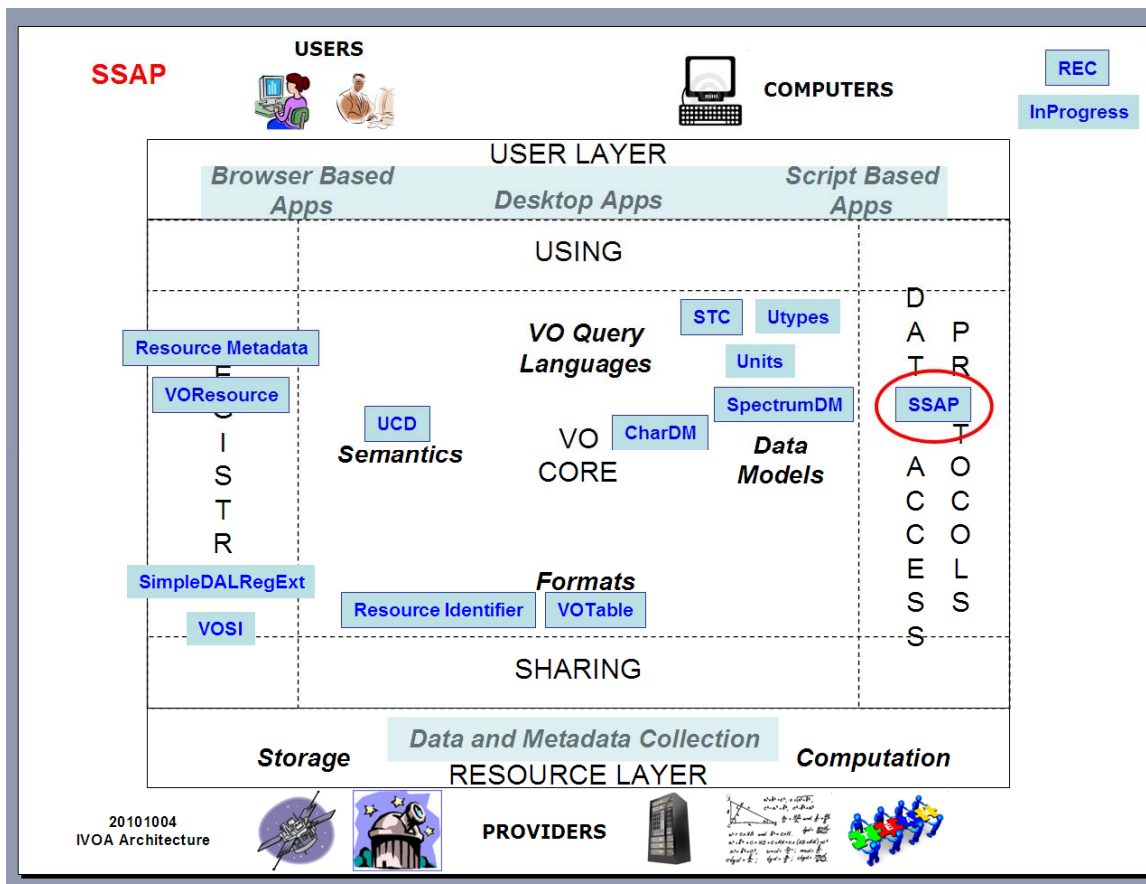 SSAP
USERS
COMPUTERS
REC
InProgress
USER LAYER
Browser Based
Apps
Desktop Apps
Script Based
Apps
USING
Resource Metadata
VOResource
E
G
I
S
T
R
SimpleDALRegExt
VOSI
VO Query
Languages
STC
Utypes
Units
SpectrumDM
UCD
Semantics
VO
CORE
CharDM
Data
Models
Formats
Resource Identifier
VOTable
D
A
T
A
C
C
E
S
S
P
R
SSAP
T
O
C
O
L
S
SHARING
Data and Metadata Collection
Storage
Computation
RESOURCE LAYER
20101004
IVOA Architecture
PROVIDERS